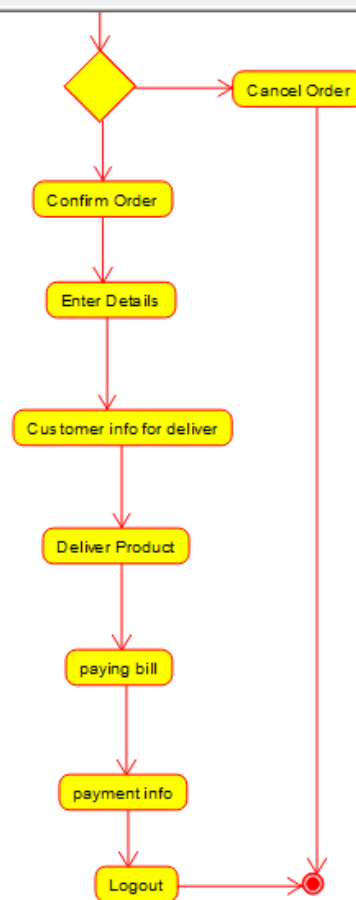 Cancel Order
Confirm Order
Enter Details
Customer info for deliver
Deliver Product
paying bill
payment info
Logout